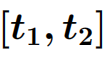 [t₁, t₂]